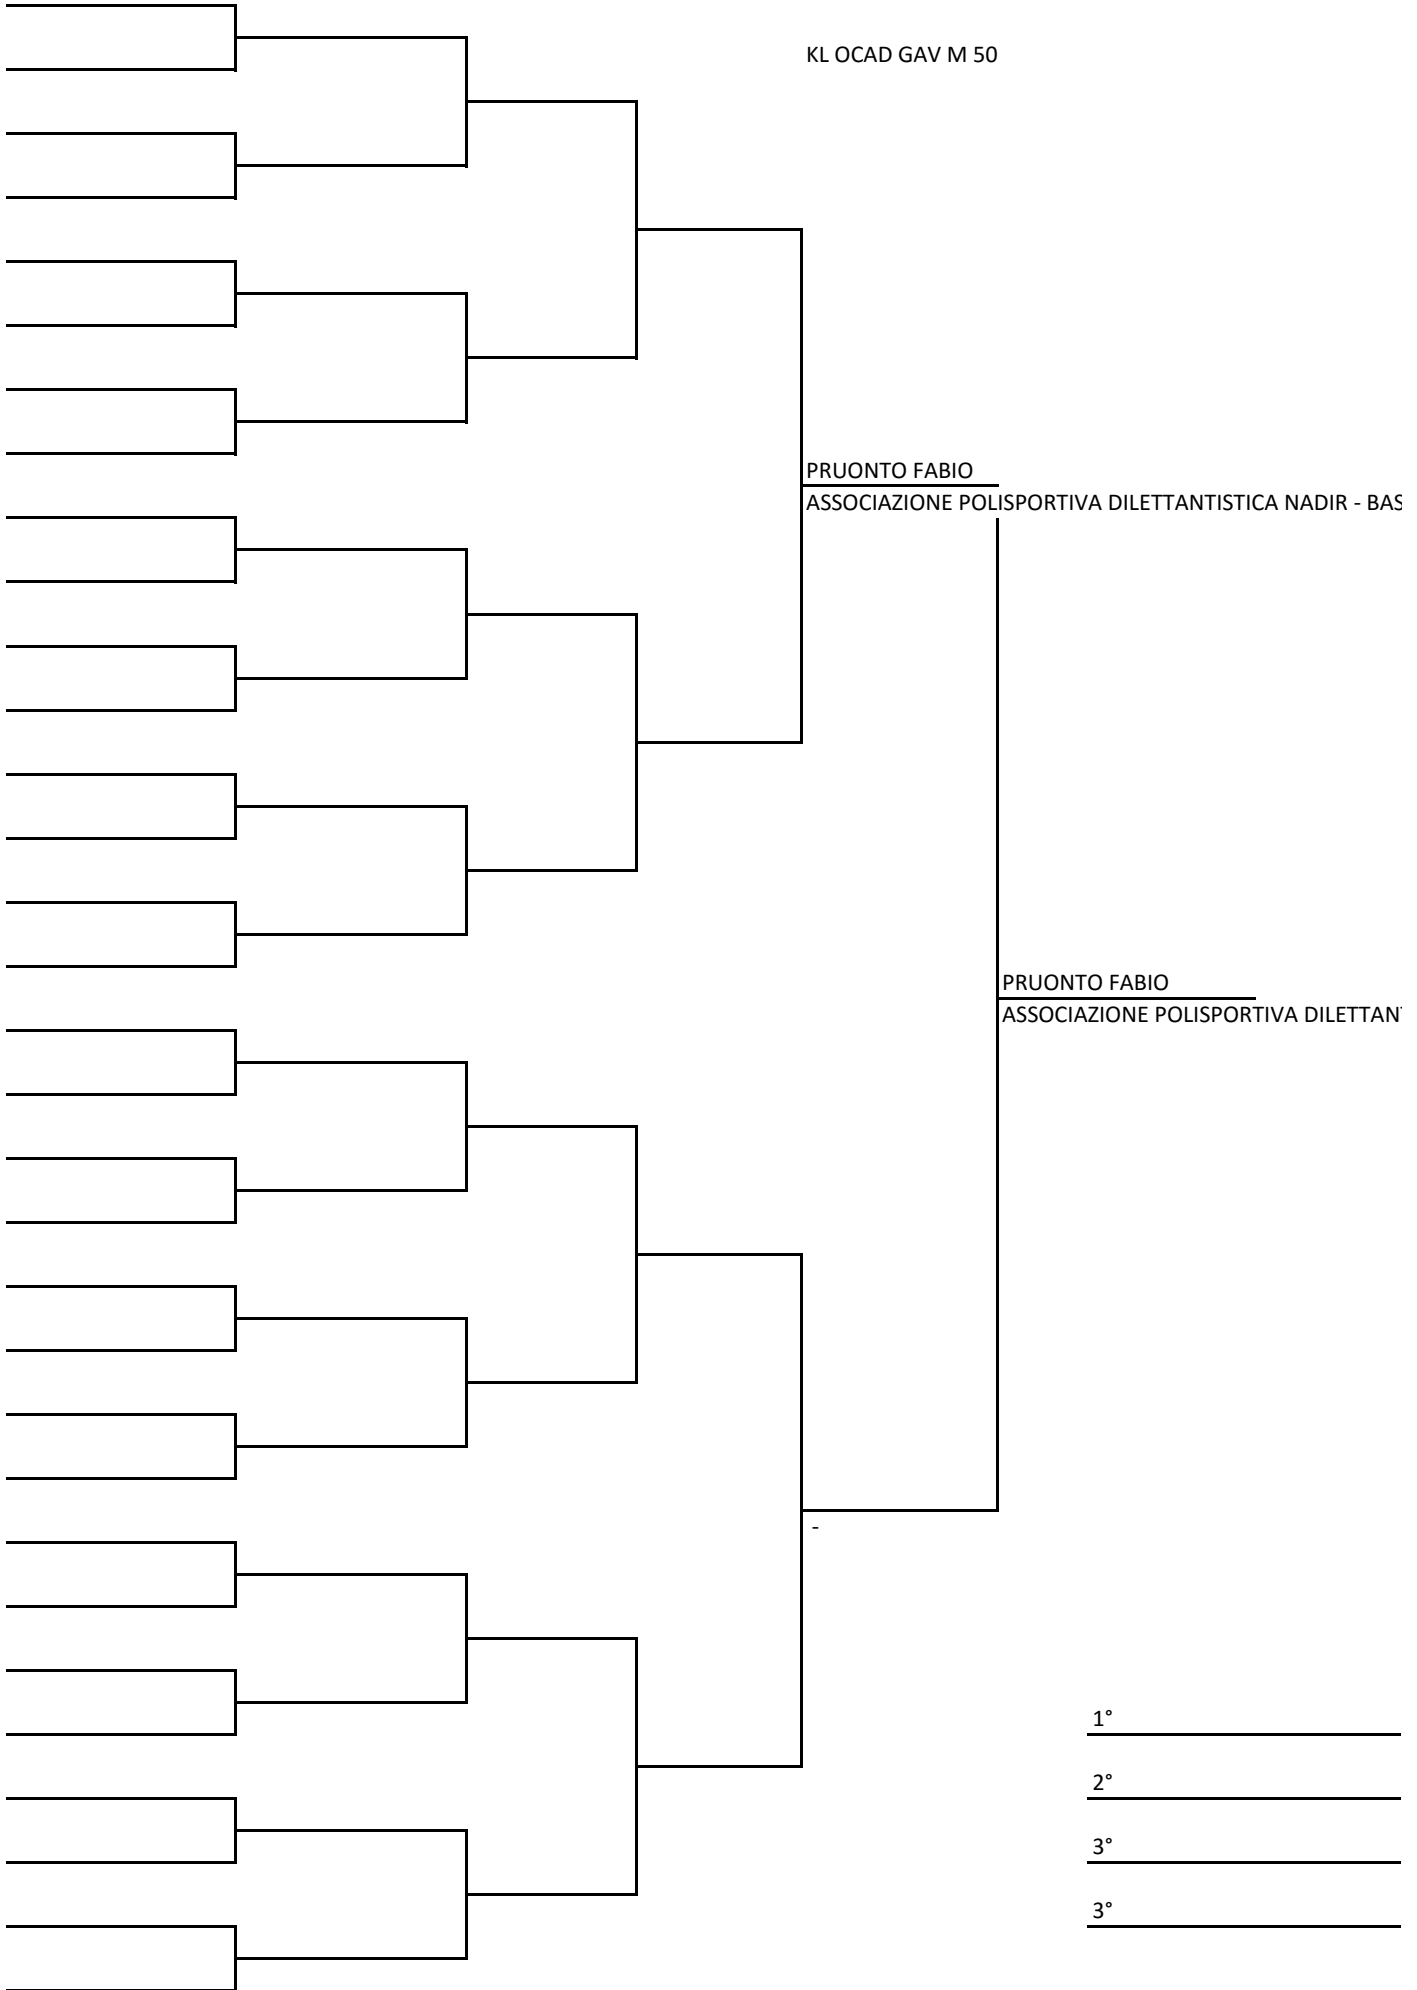 KL OCAD GAV M 50
PRUONTO FABIO
ASSOCIAZIONE POLISPORTIVA DILETTANTISTICA NADIR - BAS
PRUONTO FABIO
ASSOCIAZIONE POLISPORTIVA DILETTAN
-
1°
2°
3°
3°